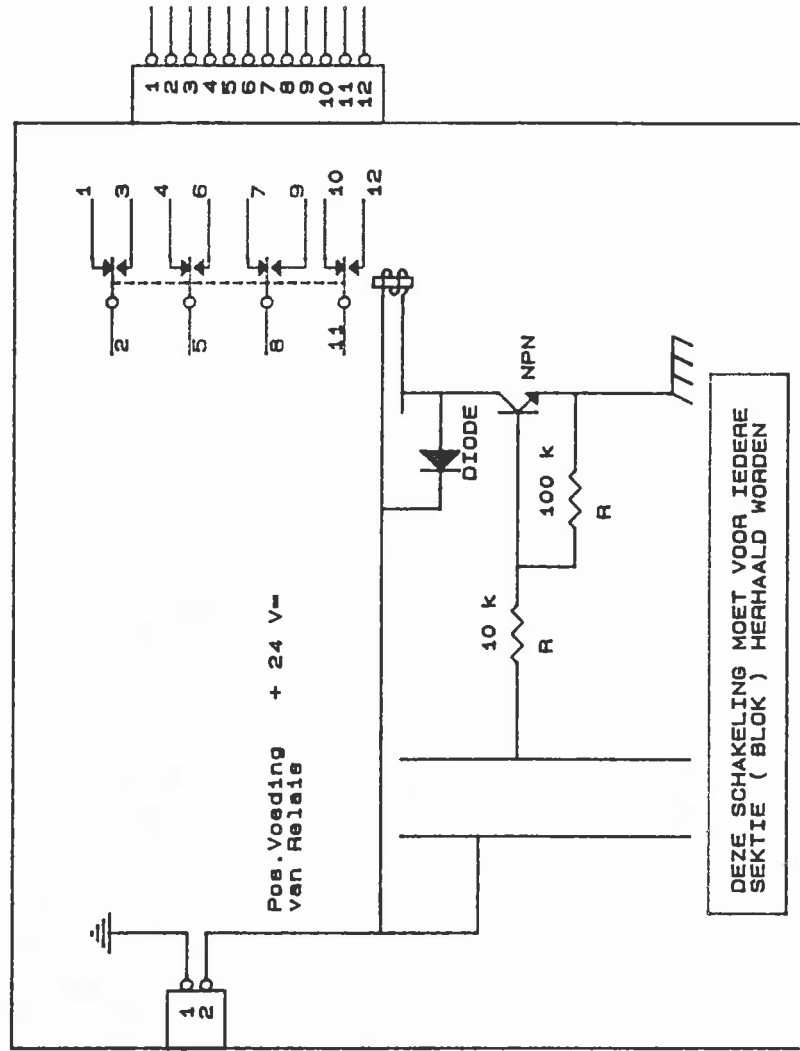 1
2
Pos.Voeding + 24 V=
Van Relais
2
5
8
11
1
3
4
6
7
9
10
12
1
2
3
4
5
6
7
8
9
10
11
12
DIODE
10 k
R
100 k
R
NPN
DEZE SCHAKELING MOET VOOR IEDERE
SEKTIE ( BLOK ) HERHAALD WORDEN